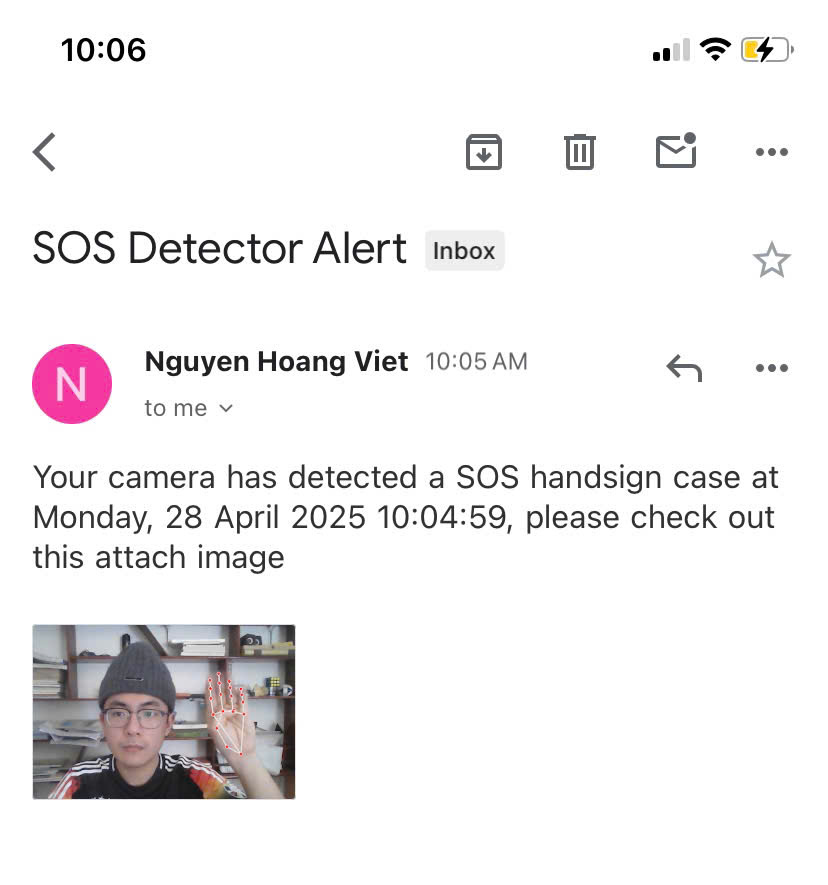 10:06
SOS Detector Alert Inbox
N Nguyen Hoang Viet 10:05 AM
to me
Your camera has detected a SOS handsign case at
Monday, 28 April 2025 10:04:59, please check out
this attach image